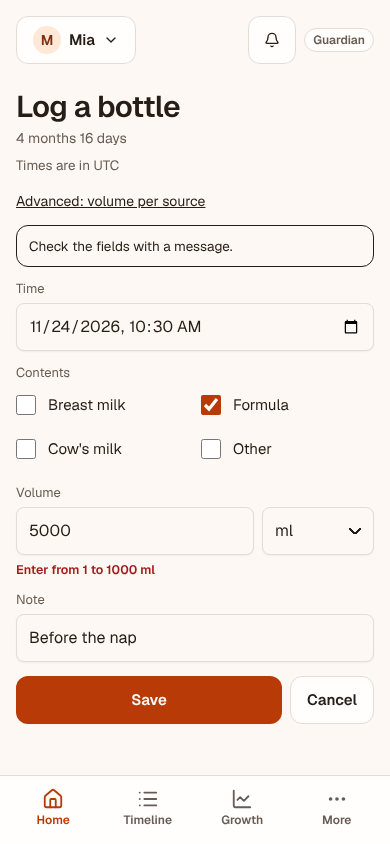 M Mia
Guardian
Log a bottle
4 months 16 days
Times are in UTC
Advanced: volume per source
Check the fields with a message.
Time
11/24/2026, 10:30 AM
Contents
Breast milk
Formula
Cow's milk
Other
Volume
5000
ml
Enter from 1 to 1000 ml
Note
Before the nap
Save
Cancel
Home
Timeline
Growth
More